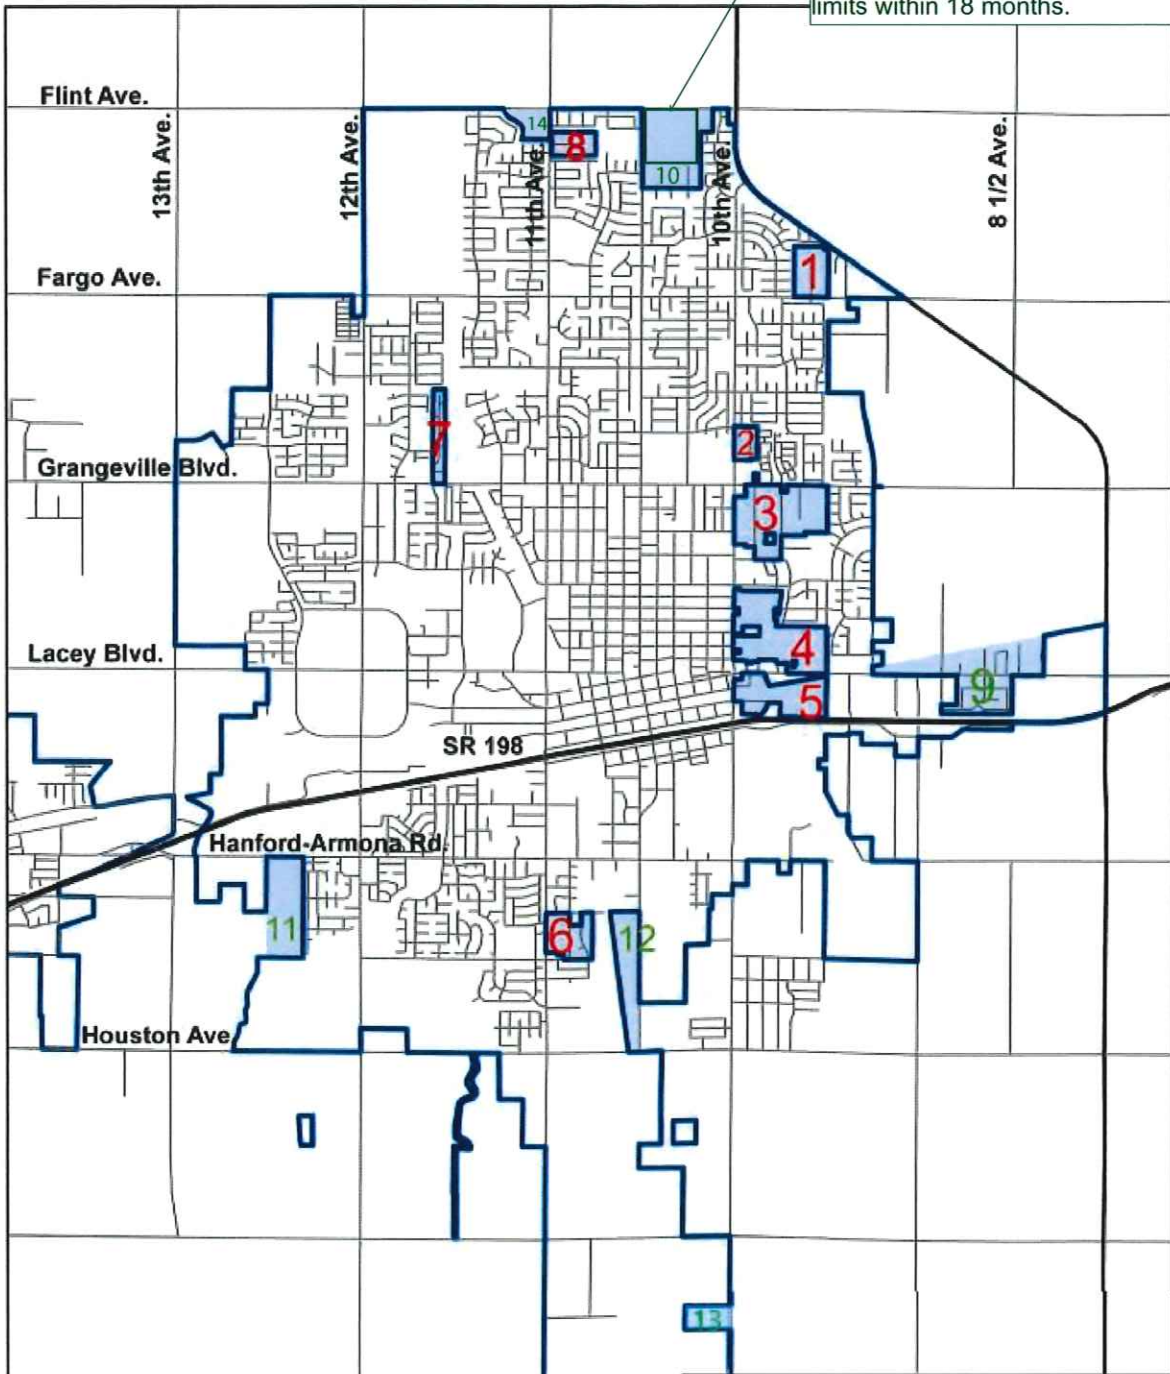 limits within 18 months.
Flint Ave.
13th Ave.
12th Ave.
14
8
11th Ave.
10
10th Ave.
8 1/2 Ave.
1
Fargo Ave.
7
2
Grangeville Blvd.
3
Lacey Blvd.
4
9
5
SR 198
Hanford-Armona Rd.
11
6
12
Houston Ave
13